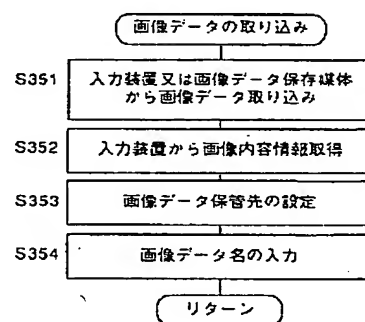 画像データの取り込み
S351
入力装置又は画像データ保存媒体
から画像データ取り込み
S352
入力装置から画像内容情報取得
S353
画像データ保管先の設定
S354
画像データ名の入力
リターン